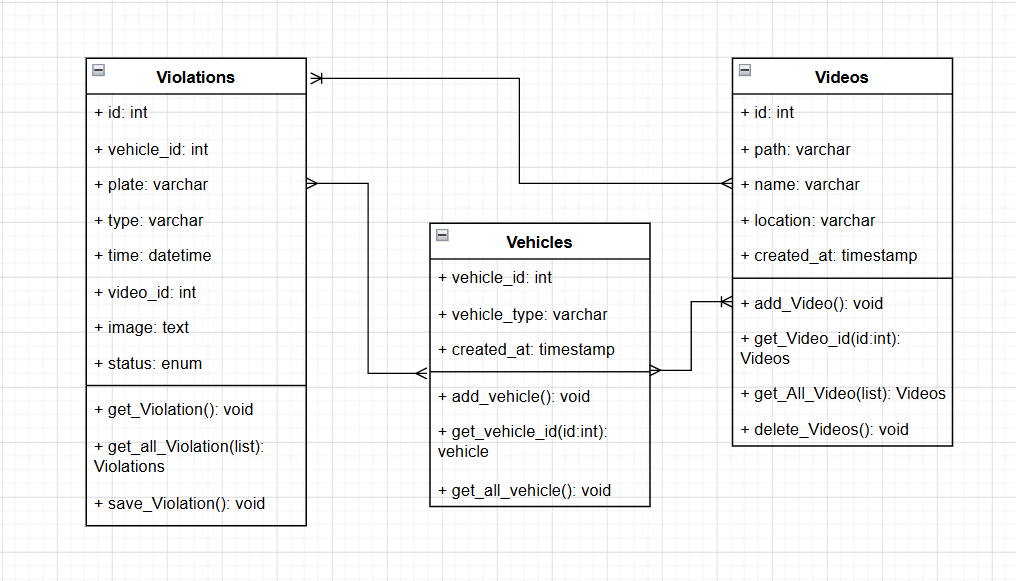 Violations
+ id: int
+ vehicle_id: int
+ plate: varchar
+ type: varchar
+ time: datetime
+ video_id: int
+ image: text
+ status: enum
+ get_Violation(): void
+ get_all_Violation(list):
Violations
+ save_Violation(): void
Vehicles
+ vehicle_id: int
+ vehicle_type: varchar
+ created_at: timestamp
+ add_vehicle(): void
+ get_vehicle_id(id:int):
vehicle
+ get_all_vehicle(): void
Videos
+ id: int
+ path: varchar
+ name: varchar
+ location: varchar
+ created_at: timestamp
+ add_Video(): void
+ get_Video_id(id:int):
Videos
+ get_All_Video(list): Videos
+ delete_Videos(): void